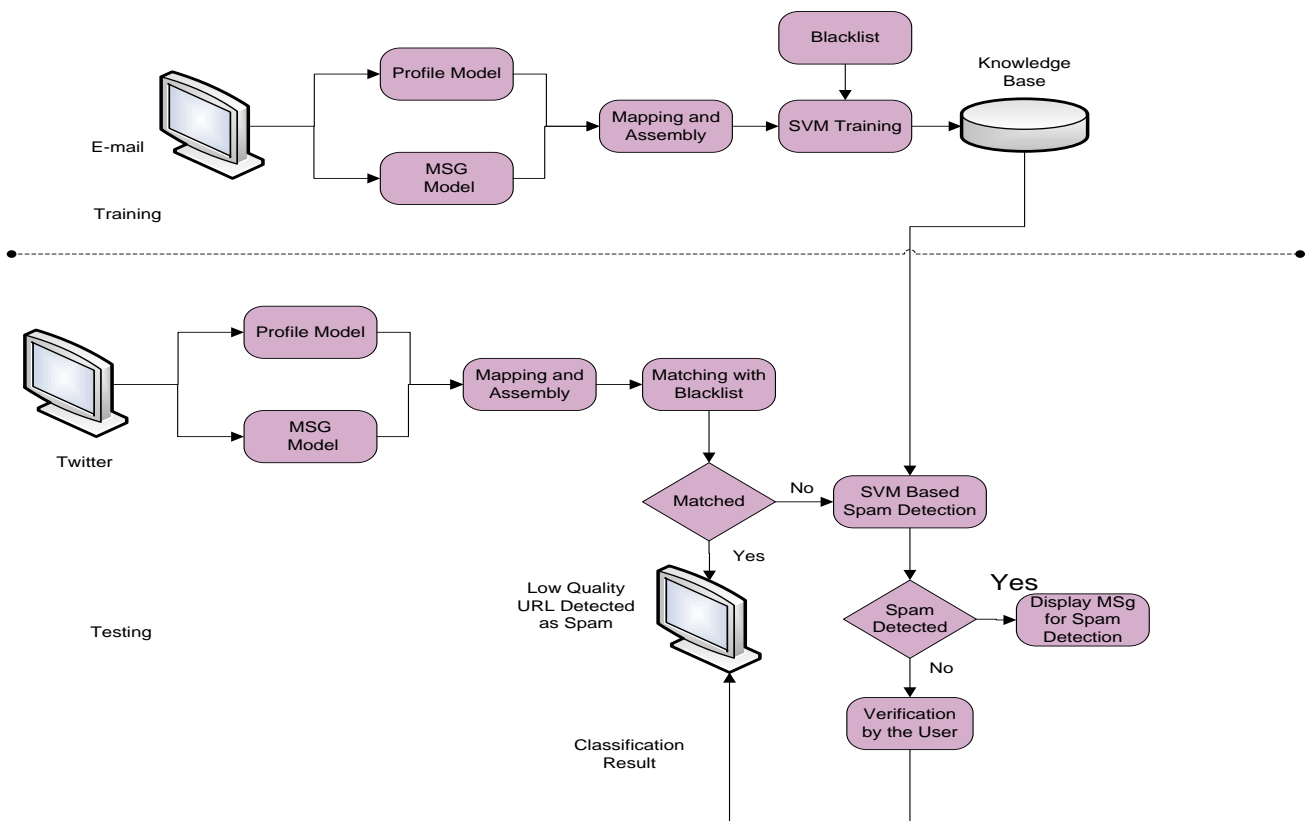 Blacklist
Profile Model
Knowledge
Base
Mapping and
Assembly
SVM Training
E-mail
MSG
Model
Training
Profile Model
Mapping and
Assembly
Matching with
Blacklist
MSG
Model
Twitter
Matched
No
SVM Based
Spam Detection
Yes
Low Quality
URL Detected
as Spam
Yes
Spam
Detected
Display MSg
for Spam
Detection
Testing
No
Verification
by the User
Classification
Result